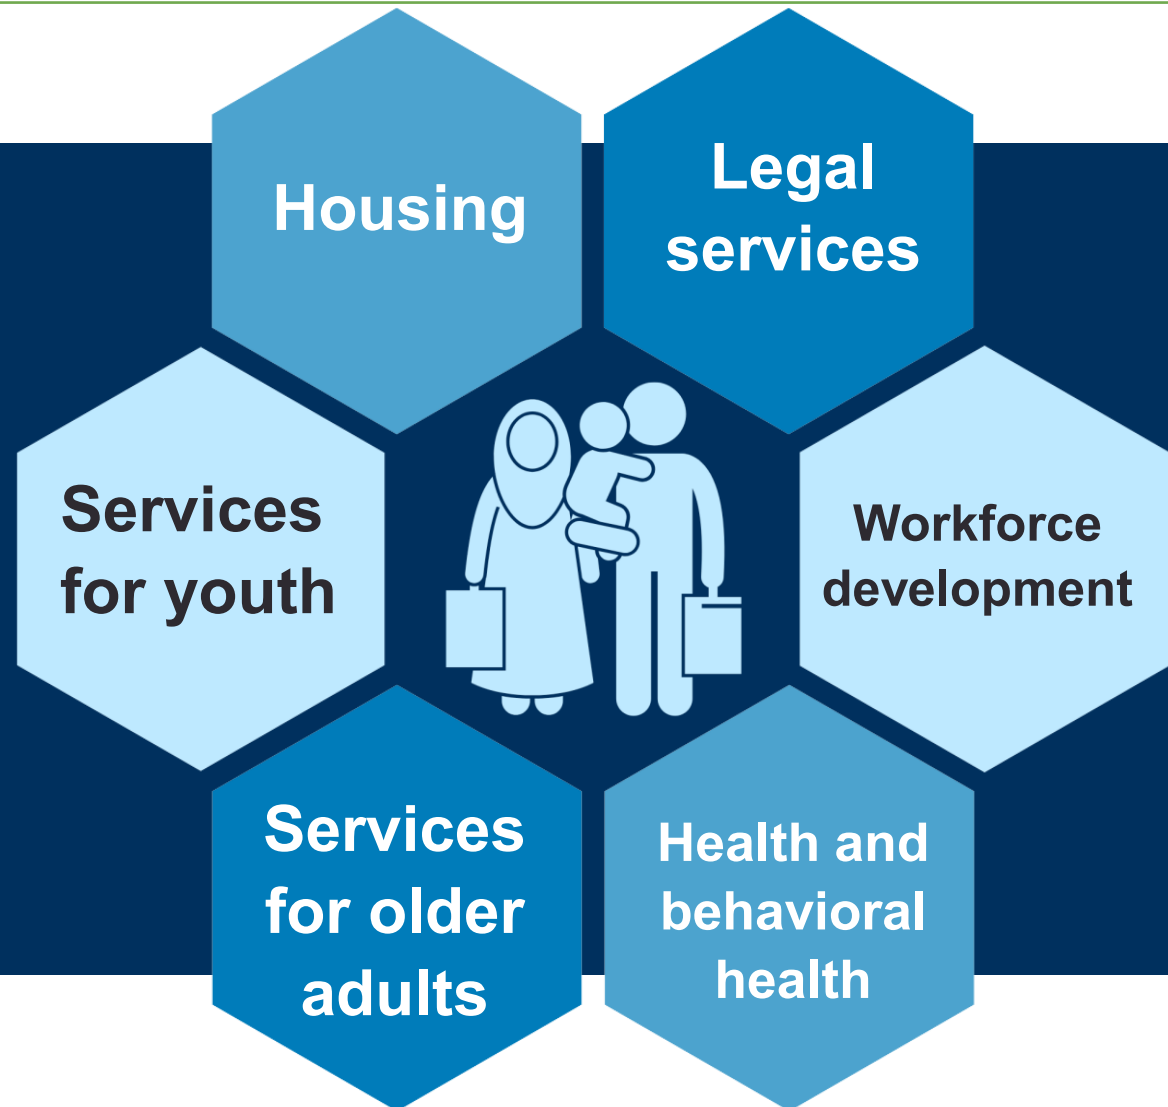 Housing
Legal
services
Services
for youth
Workforce
development
Services
for older
adults
Health and
behavioral
health